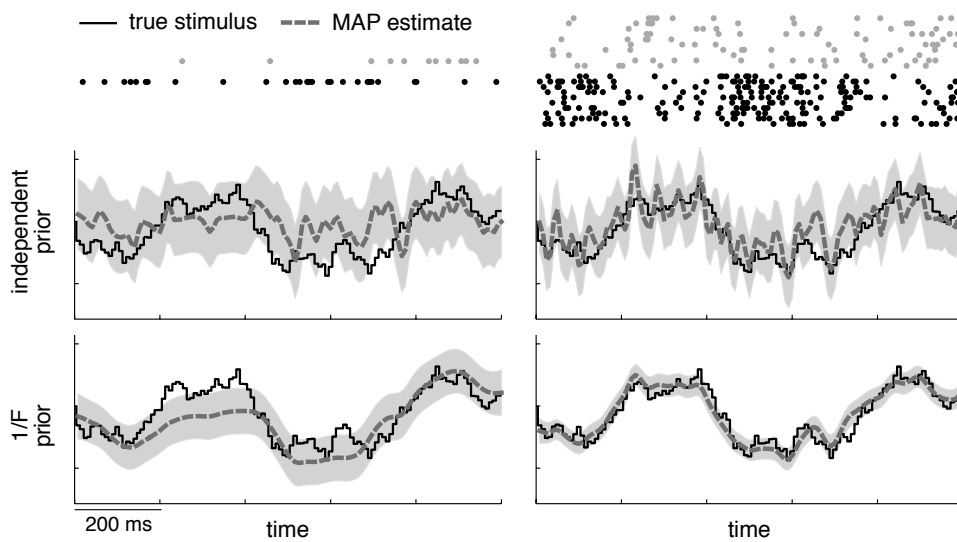 true stimulus MAP estimate
independent
prior
1/F
prior
200 ms
time
time